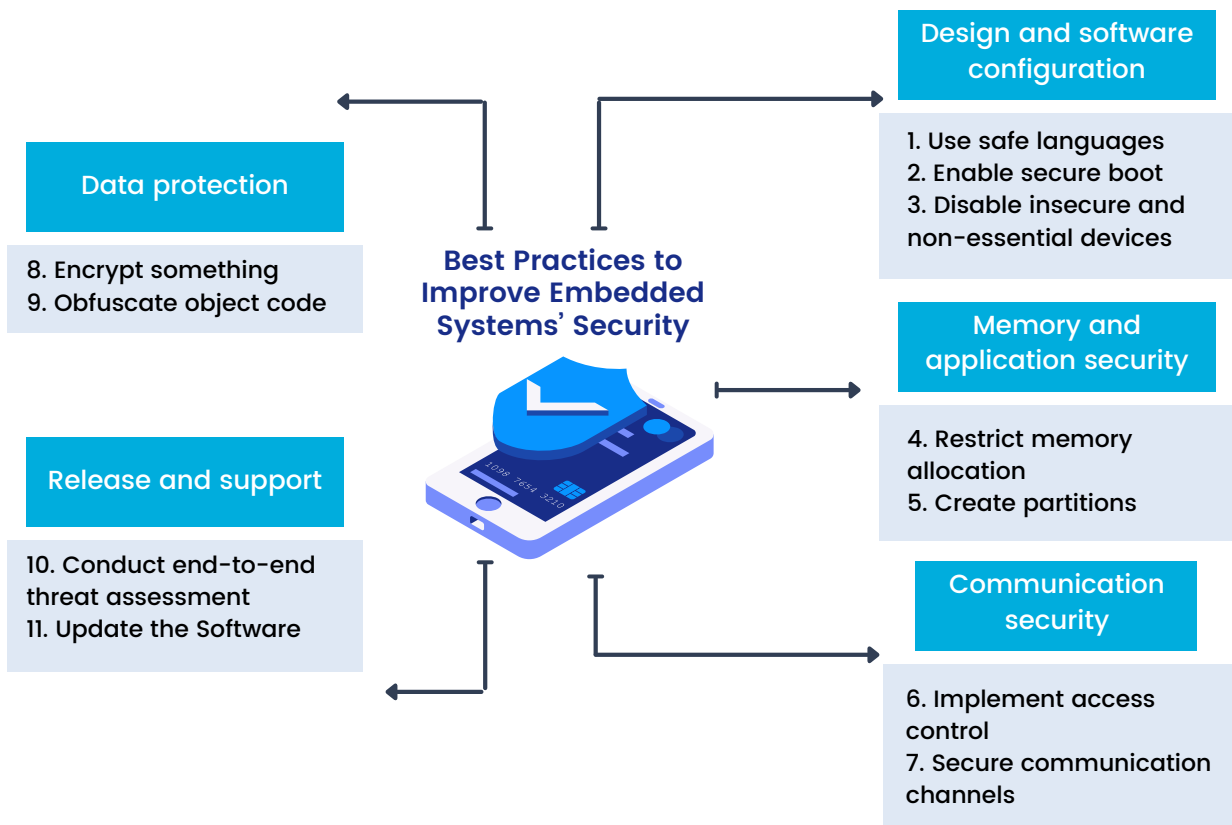 Best Practices to
Improve Embedded
Systems' Security
1098 7654 3210
Design and software
configuration
1. Use safe languages
2. Enable secure boot
3. Disable insecure and
non-essential devices
Memory and
application security
4. Restrict memory
allocation
5. Create partitions
Communication
security
6. Implement access
control
7. Secure communication
channels
Data protection
8. Encrypt something
9. Obfuscate object code
Release and support
10. Conduct end-to-end
threat assessment
11. Update the Software